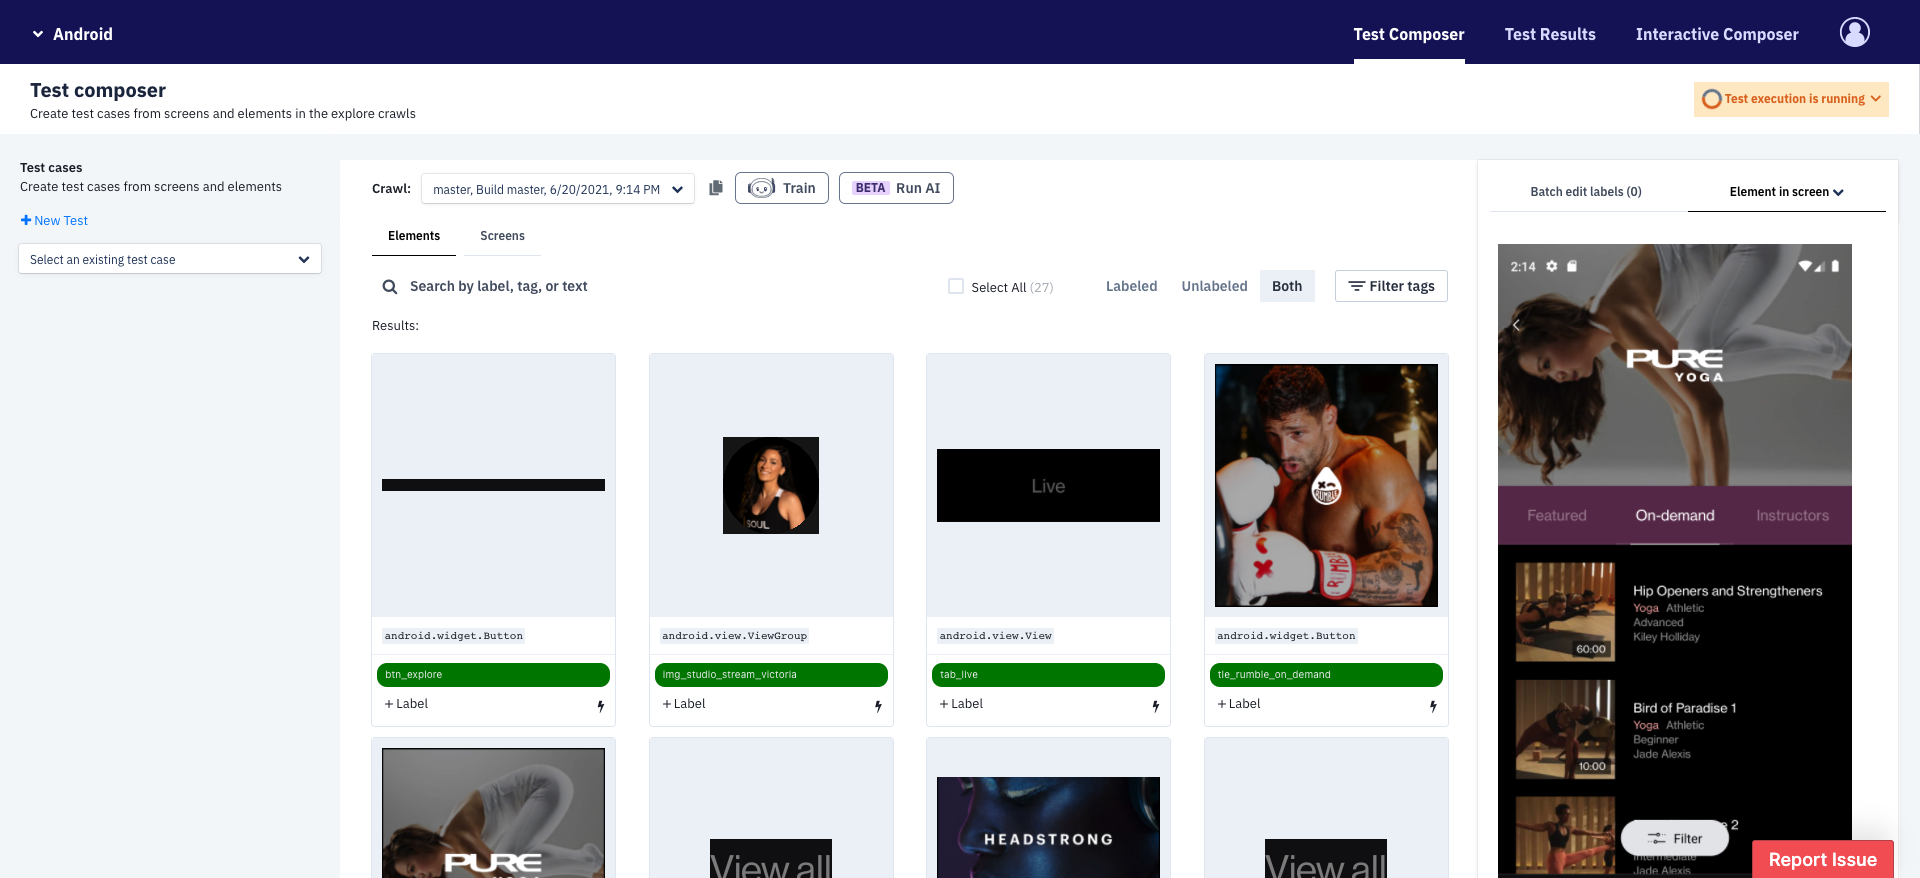 Android
Test Composer
Test Results
Interactive Composer
Test composer
Create test cases from screens and elements in the explore crawls
Test execution is running
Test cases
Create test cases from screens and elements
New Test
Select an existing test case
Crawl:
master, Build master, 6/20/2021, 9:14 PM
Train
BETA Run AI
Elements
Screens
Search by label, tag, or text
Select All (27)
Labeled
Unlabeled
Both
Filter tags
Results:
SOUL
Live
RUMBLE
android.widget.Button
btn_explore
+ Label
android.view.ViewGroup
img_studio_stream_victoria
+ Label
android.view.View
tab_live
+ Label
android.widget.Button
tle_rumble_on_demand
+ Label
PURE
YOGA
View all
HEADSTRONG
View all
Batch edit labels (0)
Element in screen
2:14
PURE
YOGA
Featured
On-demand
Instructors
Hip Openers and Strengtheners
Yoga Athletic
Advanced
Kiley Holliday
60:00
Bird of Paradise 1
Yoga Athletic
Beginner
Jade Alexis
10:00
2
Filter
Intermediate
Jade Alexis
Report Issue